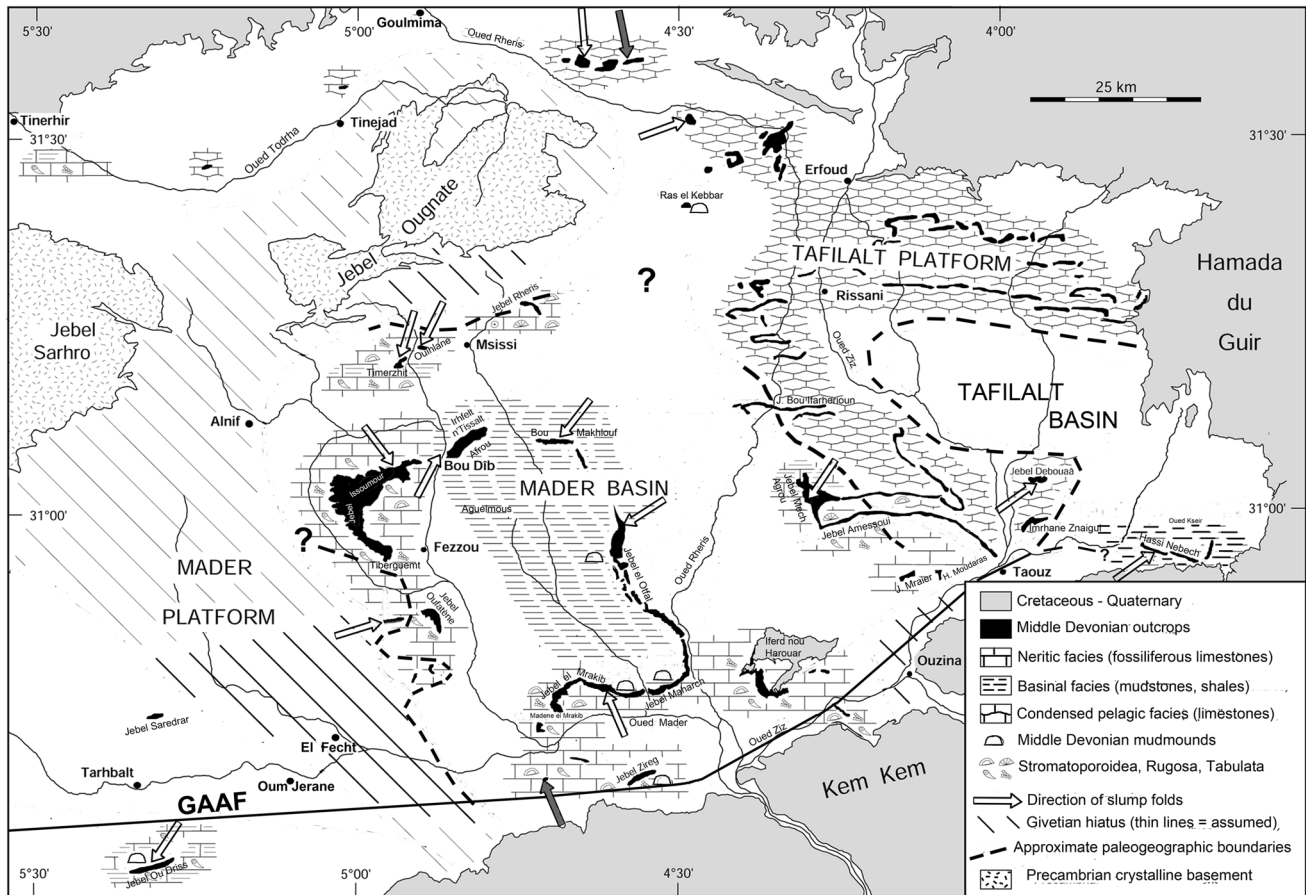 5°30'
5°00'
Goulmima
Oued Rheris
4°30'
4°00'
25 km
Tinerhir
31°30'
Tinejad
Oued Todrha
31°30'
Erfoud
Ougnate
Jebel
Ras el Kebbar
TAFILALT PLATFORM
?
Hamada
du
Guir
Rissani
Jebel Rheris
Jebel
Sarhro
Msissi
Ouihlane
Timerzhit
Oued Ziz
TAFILALT
BASIN
Alnif
J. Bou Ifarherioun
Irhfelt
n'Tissalt
Afrou
Bou Makhlouf
Bou Dib
Issoumour
Jebel
MADER BASIN
Jebel Debouaâ
Jebel Mech
Agrou
Aguelmous
31°00'
31°00'
Jebel Amessoui
Imrhane Znaigui
Oued Kseir
Hassi Nebech
?
?
Fezzou
Tiberguemt
Jebel el Otfal
Oued Rheris
J. Mraier
H. Moudaras
Taouz
MADER
PLATFORM
Jebel
Oufatène
Iferd nou
Harouar
Ouzina
Jebel el Mrakib
Jebel Maharch
Madene el Mrakib
Oued Mader
Jebel Saredrar
El Fecht
Oued Ziz
Tarhbalt
Oum Jerane
Jebel Zireg
Kem Kem
GAAF
Jebel Ou Driss
5°30'
5°00'
4°30'
Cretaceous - Quaternary
Middle Devonian outcrops
Neritic facies (fossiliferous limestones)
Basinal facies (mudstones, shales)
Condensed pelagic facies (limestones)
Middle Devonian mudmounds
Stromatoporoidea, Rugosa, Tabulata
Direction of slump folds
Givetian hiatus (thin lines = assumed)
Approximate paleogeographic boundaries
Precambrian crystalline basement